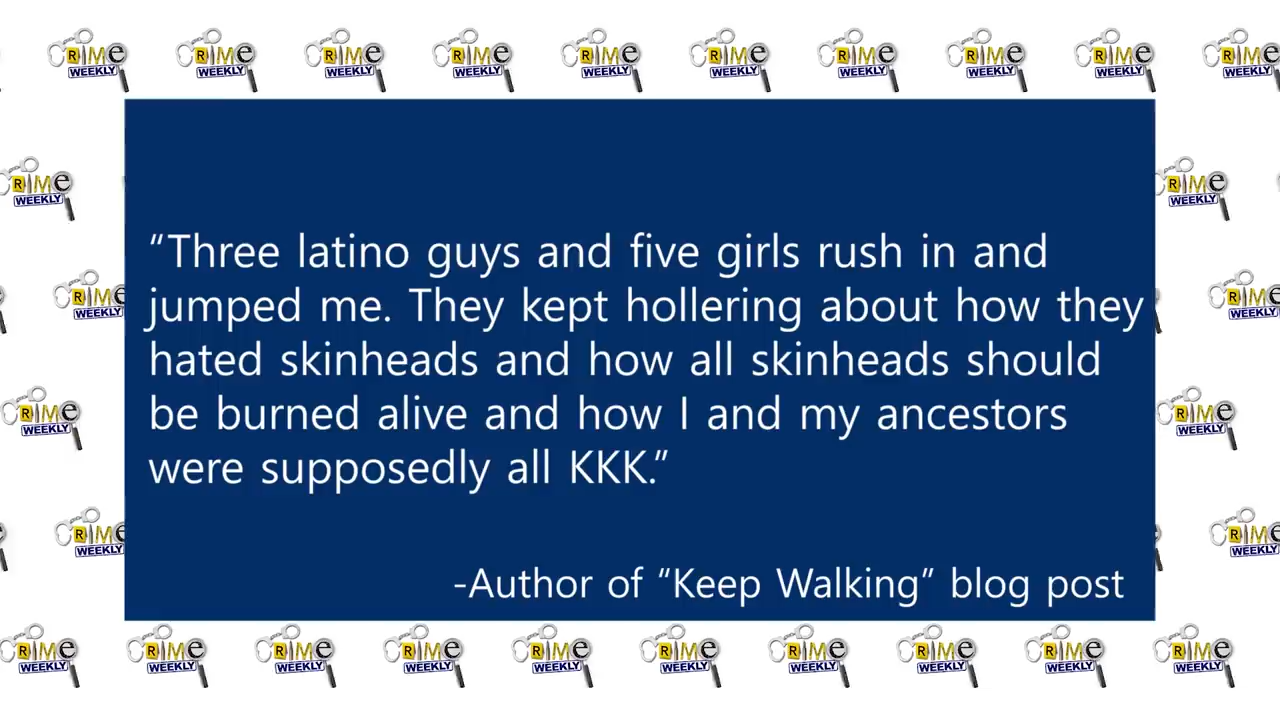 “Three latino guys and five girls rush in and
jumped me. They kept hollering about how they
hated skinheads and how all skinheads should
be burned alive and how I and my ancestors
were supposedly all KKK.”
-Author of “Keep Walking” blog post
CRIME WEEKLY